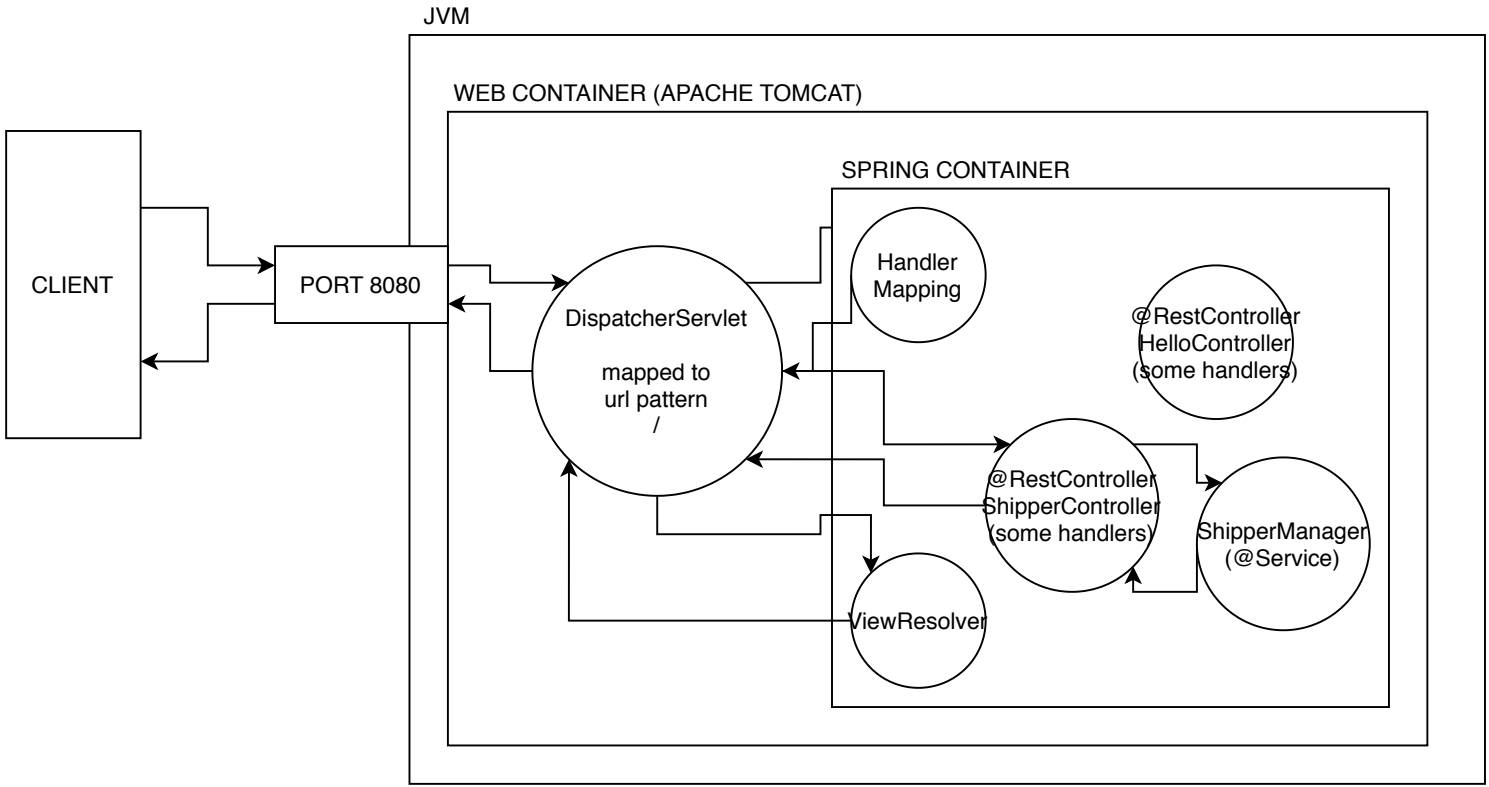 JVM
WEB CONTAINER (APACHE TOMCAT)
SPRING CONTAINER
CLIENT
PORT 8080
DispatcherServlet
mapped to
url pattern
/
Handler
Mapping
@RestController
HelloController
(some handlers)
@RestController
ShipperController
(some handlers)
ShipperManager
(@Service)
ViewResolver